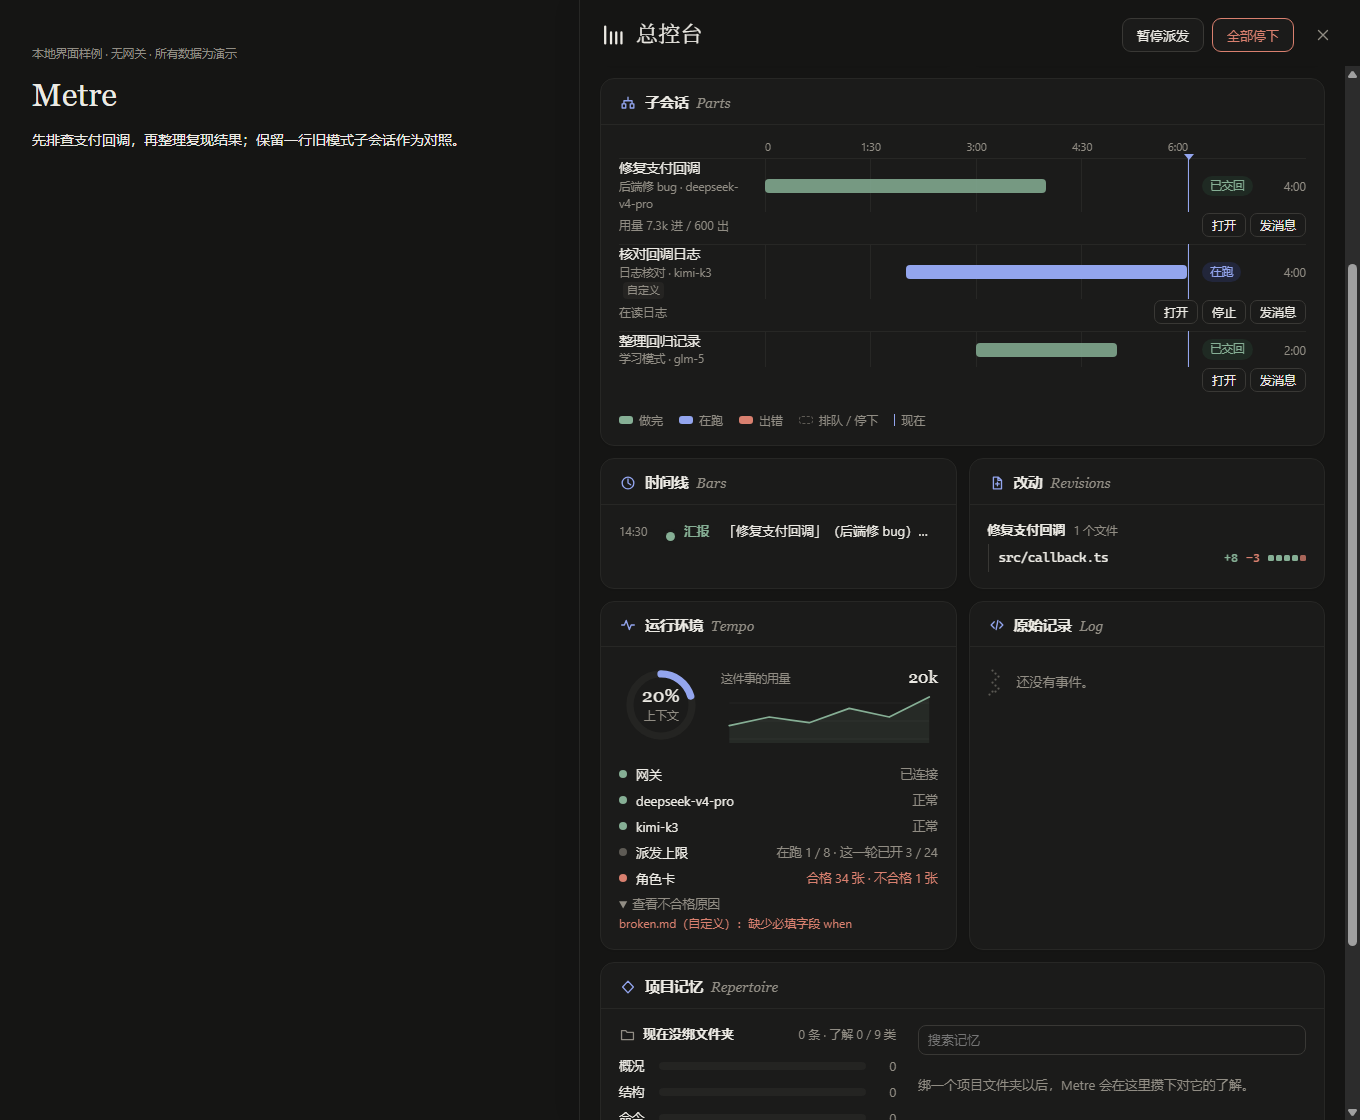 本地界面样例 · 无网关 · 所有数据为演示
Metre
先排查支付回调，再整理复现结果；保留一行旧模式子会话作为对照。
总控台
暂停派发
全部停下
子会话 Parts
0 1:30 3:00 4:30 6:00
修复支付回调
后端修 bug · deepseek-
v4-pro
已交回 4:00
用量 7.3k 进 / 600 出
打开 发消息
核对回调日志
日志核对 · kimi-k3
自定义
在跑 4:00
在读日志
打开 停止 发消息
整理回归记录
学习模式 · glm-5
已交回 2:00
打开 发消息
做完 在跑 出错 排队 / 停下 现在
时间线 Bars
14:30 汇报 「修复支付回调」（后端修 bug）...
改动 Revisions
修复支付回调 1 个文件
src/callback.ts +8 −3
运行环境 Tempo
20%
上下文
这件事的用量 20k
网关 已连接
deepseek-v4-pro 正常
kimi-k3 正常
派发上限 在跑 1 / 8 · 这一轮已开 3 / 24
角色卡 合格 34 张 · 不合格 1 张
▼ 查看不合格原因
broken.md（自定义）：缺少必填字段 when
原始记录 Log
还没有事件。
项目记忆 Repertoire
现在没绑文件夹 0 条 · 了解 0 / 9 类
概况 0
结构 0
命令 0
搜索记忆
绑一个项目文件夹以后，Metre 会在这里攒下对它的了解。